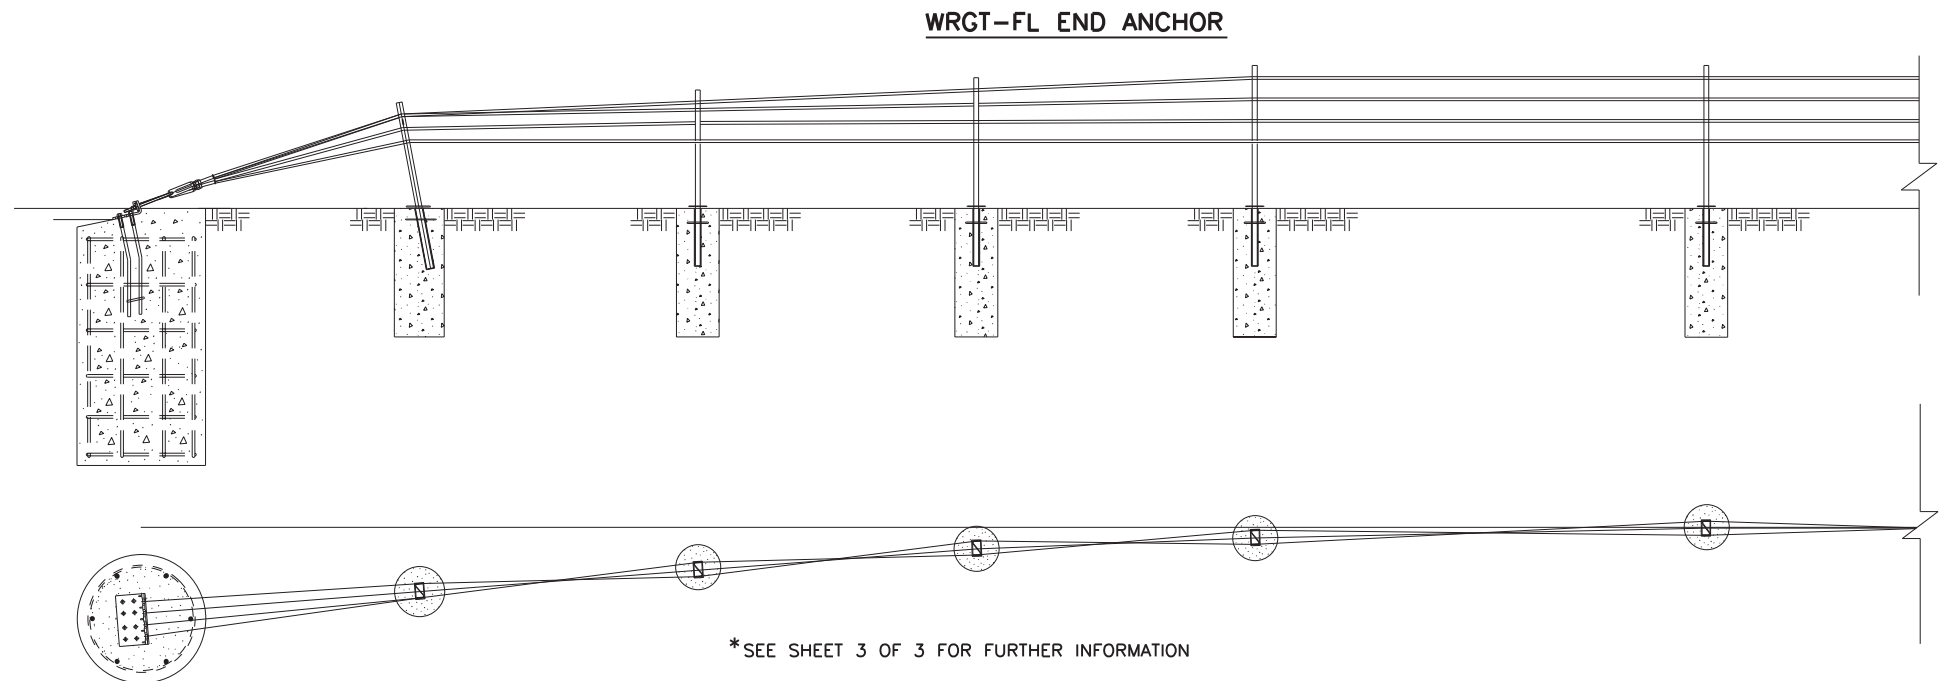 WRGT-FL END ANCHOR
*SEE SHEET 3 OF 3 FOR FURTHER INFORMATION